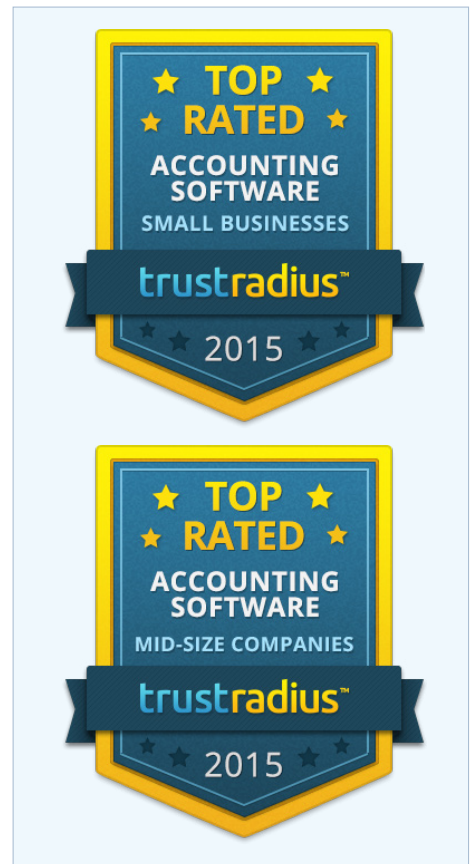 TOP
RATED
ACCOUNTING
SOFTWARE
SMALL BUSINESSES
trustradius™
2015
TOP
RATED
ACCOUNTING
SOFTWARE
MID-SIZE COMPANIES
trustradius™
2015